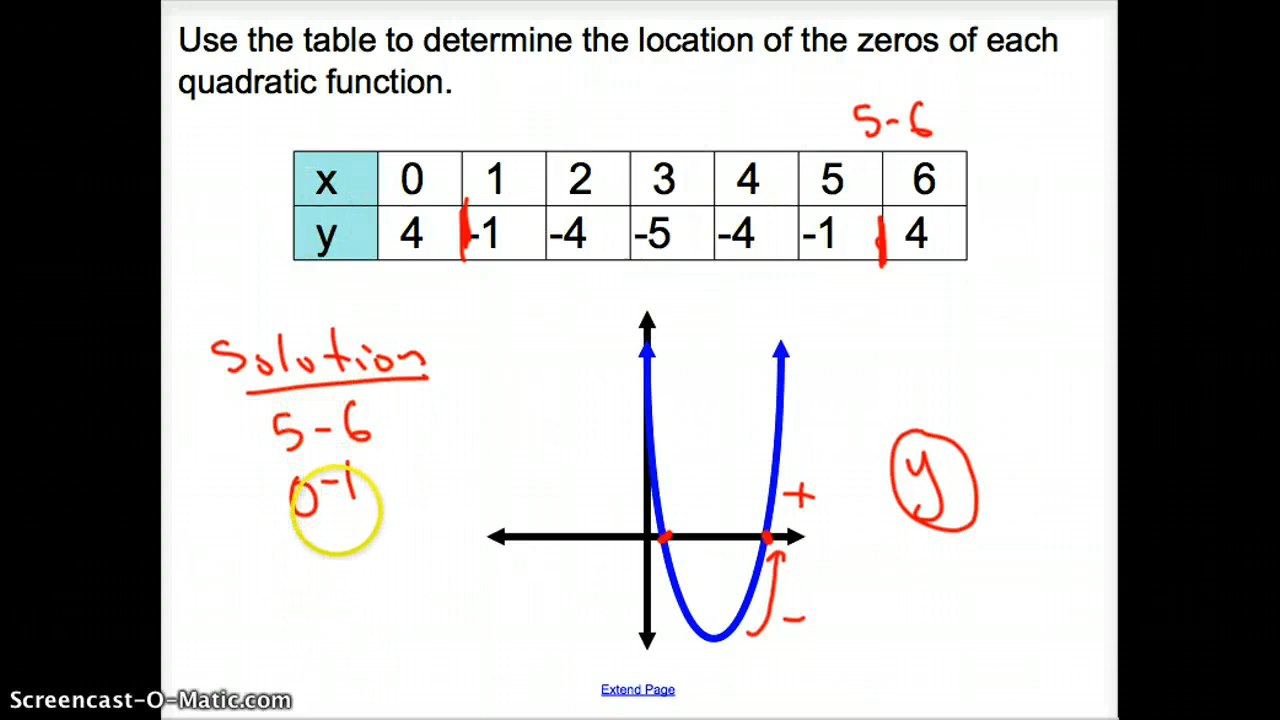 Use the table to determine the location of the zeros of each
quadratic function.
5-6
x 0 1 2 3 4 5 6
y 4 -1 -4 -5 -4 -1 4
Solution
5-6
0-1
+
y
-
Extend Page
Screencast-O-Matic.com